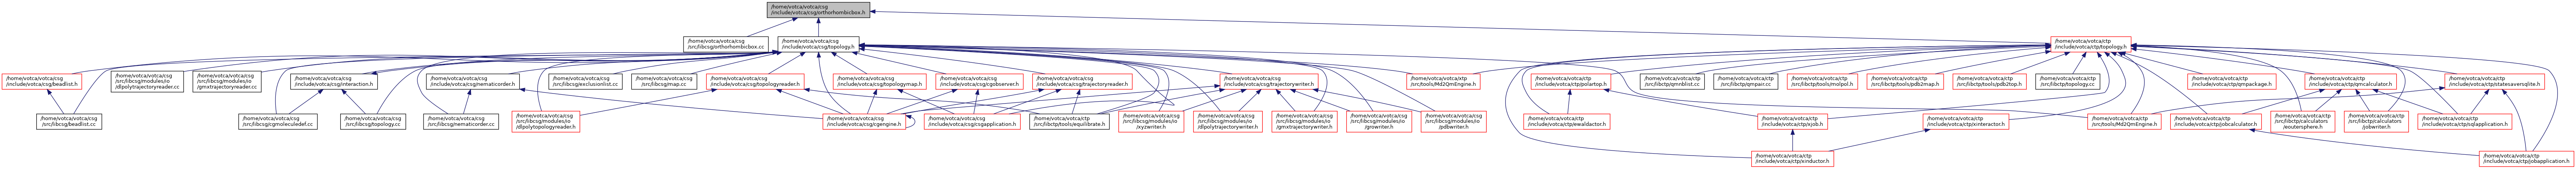 /home/votca/votca/csg
/include/votca/csg/orthorhombicbox.h
/home/votca/votca/csg
/src/libcsg/orthorhombicbox.cc
/home/votca/votca/csg
/include/votca/csg/topology.h
/home/votca/votca/ctp
/include/votca/ctp/topology.h
/home/votca/votca/csg
/include/votca/csg/beadlist.h
/home/votca/votca/csg
/src/libcsg/modules/io
/dlpolytrajectoryreader.cc
/home/votca/votca/csg
/src/libcsg/modules/io
/gmxtrajectoryreader.cc
/home/votca/votca/csg
/include/votca/csg/interaction.h
/home/votca/votca/csg
/include/votca/csg/nematicorder.h
/home/votca/votca/csg
/src/libcsg/exclusionlist.cc
/home/votca/votca/csg
/src/libcsg/map.cc
/home/votca/votca/csg
/include/votca/csg/topologyreader.h
/home/votca/votca/csg
/include/votca/csg/topologymap.h
/home/votca/votca/csg
/include/votca/csg/cgobserver.h
/home/votca/votca/csg
/include/votca/csg/trajectoryreader.h
/home/votca/votca/csg
/include/votca/csg/trajectorywriter.h
/home/votca/votca/xtp
/src/tools/Md2QmEngine.h
/home/votca/votca/ctp
/include/votca/ctp/polartop.h
/home/votca/votca/ctp
/src/libctp/qmnblist.cc
/home/votca/votca/ctp
/src/libctp/qmpair.cc
/home/votca/votca/ctp
/src/libctp/tools/molpol.h
/home/votca/votca/ctp
/src/libctp/tools/pdb2map.h
/home/votca/votca/ctp
/src/libctp/tools/pdb2top.h
/home/votca/votca/ctp
/src/libctp/topology.cc
/home/votca/votca/ctp
/include/votca/ctp/qmpackage.h
/home/votca/votca/ctp
/include/votca/ctp/qmcalculator.h
/home/votca/votca/ctp
/include/votca/ctp/statesaversqlite.h
/home/votca/votca/csg
/src/libcsg/beadlist.cc
/home/votca/votca/csg
/src/libcsg/cgmoleculedef.cc
/home/votca/votca/csg
/src/libcsg/topology.cc
/home/votca/votca/csg
/src/libcsg/nematicorder.cc
/home/votca/votca/csg
/src/libcsg/modules/io
/dlpolytopologyreader.h
/home/votca/votca/csg
/include/votca/csg/cgengine.h
/home/votca/votca/csg
/include/votca/csg/csgapplication.h
/home/votca/votca/ctp
/src/libctp/tools/equilibrate.h
/home/votca/votca/csg
/src/libcsg/modules/io
/xyzwriter.h
/home/votca/votca/csg
/src/libcsg/modules/io
/dlpolytrajectorywriter.h
/home/votca/votca/csg
/src/libcsg/modules/io
/gmxtrajectorywriter.h
/home/votca/votca/csg
/src/libcsg/modules/io
/growriter.h
/home/votca/votca/csg
/src/libcsg/modules/io
/pdbwriter.h
/home/votca/votca/ctp
/include/votca/ctp/ewaldactor.h
/home/votca/votca/ctp
/include/votca/ctp/xjob.h
/home/votca/votca/ctp
/include/votca/ctp/xinteractor.h
/home/votca/votca/ctp
/src/tools/Md2QmEngine.h
/home/votca/votca/ctp
/include/votca/ctp/jobcalculator.h
/home/votca/votca/ctp
/src/libctp/calculators
/eoutersphere.h
/home/votca/votca/ctp
/src/libctp/calculators
/jobwriter.h
/home/votca/votca/ctp
/include/votca/ctp/sqlapplication.h
/home/votca/votca/ctp
/include/votca/ctp/xinductor.h
/home/votca/votca/ctp
/include/votca/ctp/jobapplication.h